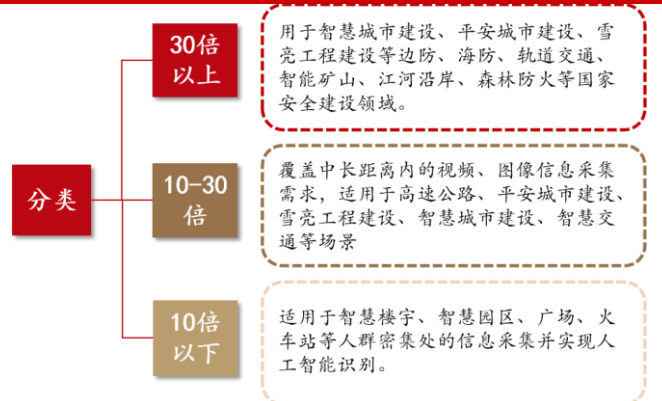 分类
30倍
以上
用于智慧城市建设、平安城市建设、雪
亮工程建设等边防、海防、轨道交通、
智能矿山、江河沿岸、森林防火等国家
安全建设领域。
10-30
倍
覆盖中长距离内的视频、图像信息采集
需求，适用于高速公路、平安城市建设、
雪亮工程建设、智慧城市建设、智慧交
通等场景
10倍
以下
适用于智慧楼宇、智慧园区、广场、火
车站等人群密集处的信息采集并实现人
工智能识别。